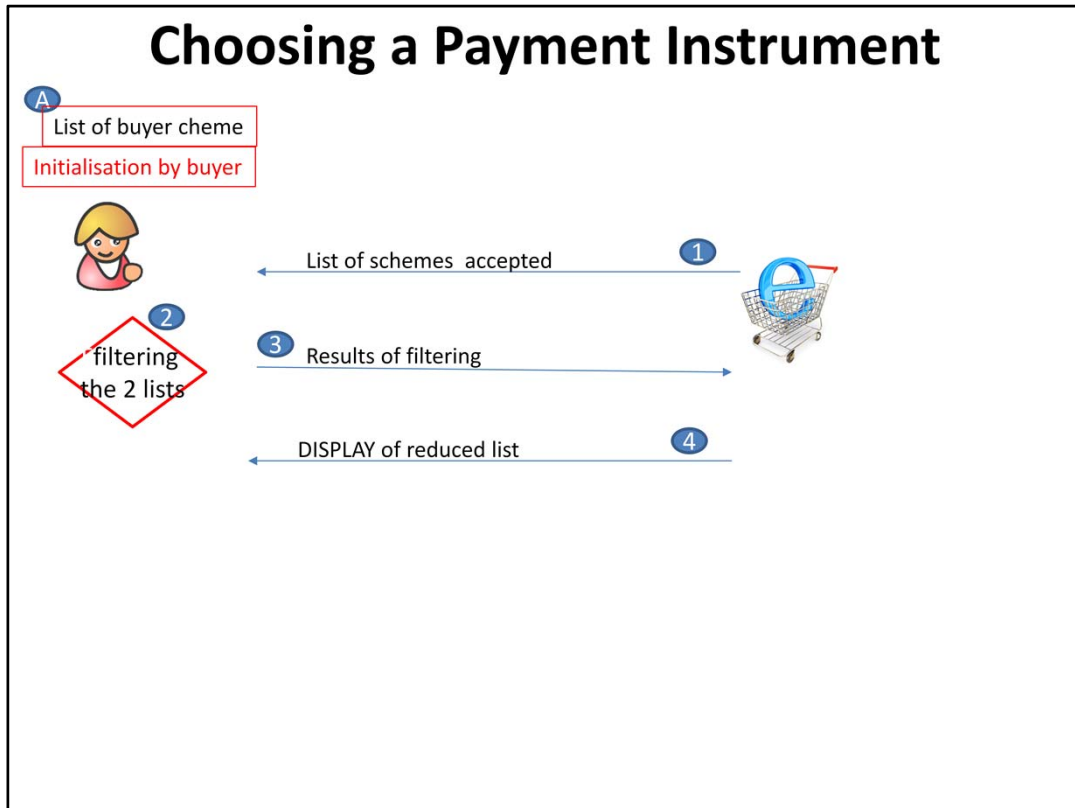 Choosing a Payment Instrument
A
List of buyer cheme
Initialisation by buyer
1
List of schemes accepted
2
filtering
the 2 lists
3
Results of filtering
4
DISPLAY of reduced list
e